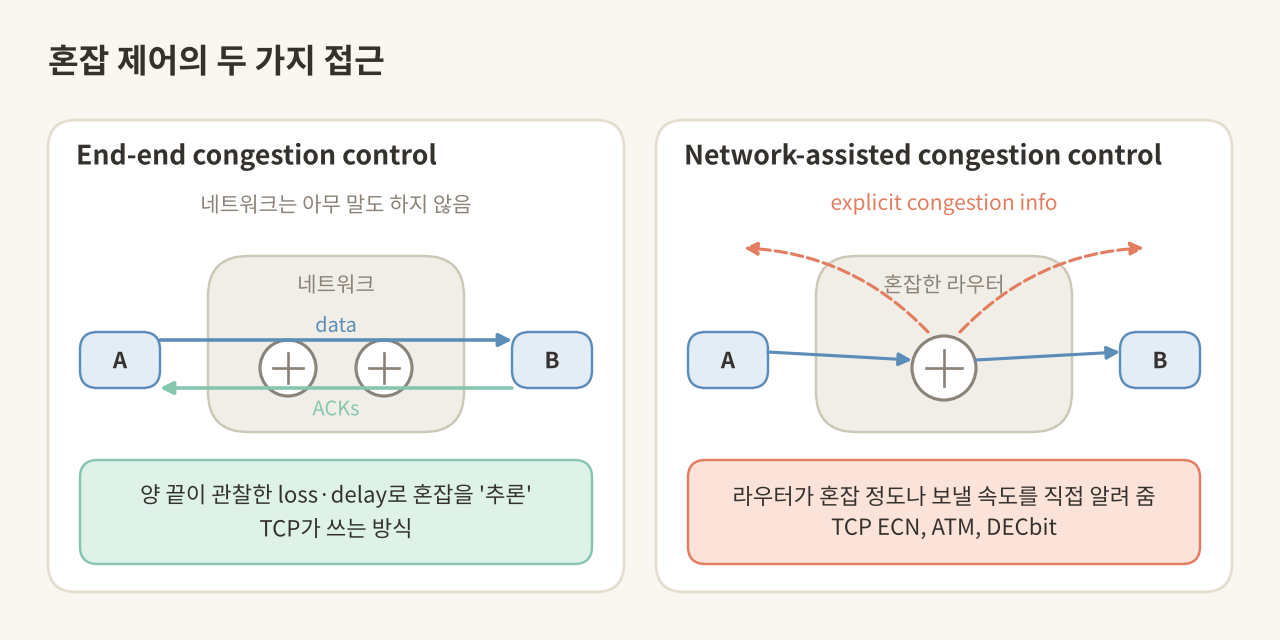 혼잡 제어의 두 가지 접근
End-end congestion control
네트워크는 아무 말도 하지 않음
네트워크
data
A
B
ACKs
양 끝이 관찰한 loss·delay로 혼잡을 '추론'
TCP가 쓰는 방식
Network-assisted congestion control
explicit congestion info
혼잡한 라우터
A
B
라우터가 혼잡 정도나 보낼 속도를 직접 알려 줌
TCP ECN, ATM, DECbit